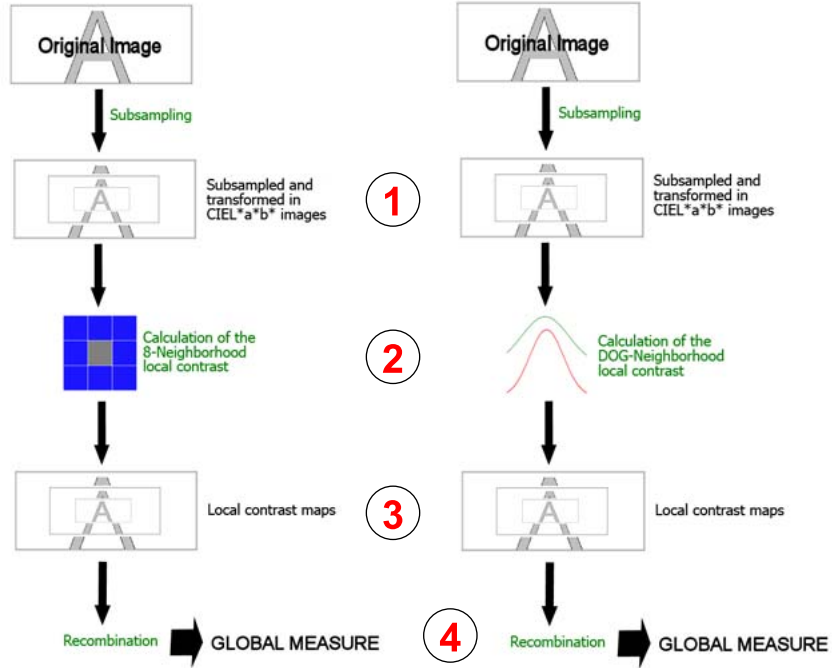 Original Image
A
Subsampling
A
A
Subsampled and
transformed in
CIEL*a*b* images
Calculation of the
8-Neighborhood
local contrast
A
A
Local contrast maps
Recombination
GLOBAL MEASURE
1
2
3
4
Original Image
A
Subsampling
A
A
Subsampled and
transformed in
CIEL*a*b* images
Calculation of the
DOG-Neighborhood
local contrast
A
A
Local contrast maps
Recombination
GLOBAL MEASURE